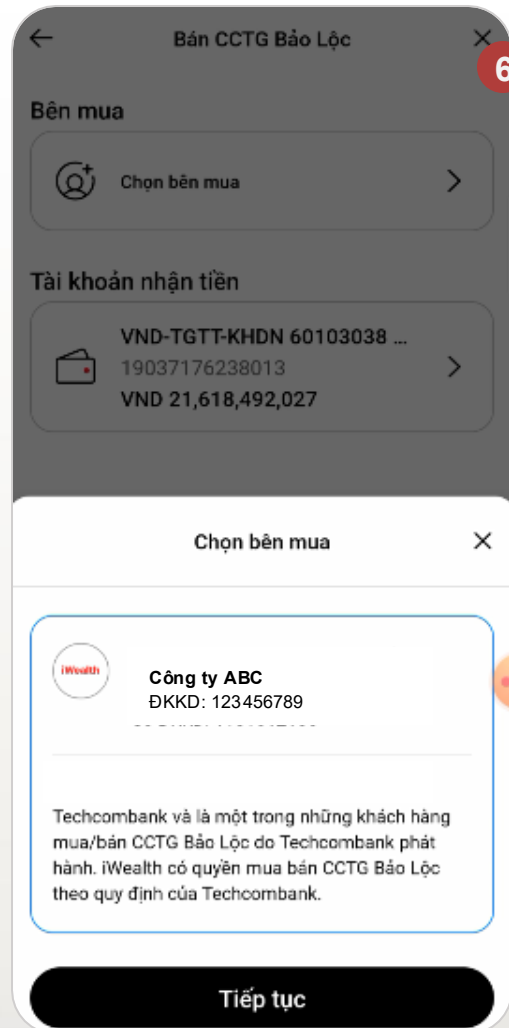 Bán CCTG Bảo Lộc
6
Bên mua
Chọn bên mua
Tài khoản nhận tiền
VND-TGTT-KHDN 60103038 ...
19037176238013
VND 21,618,492,027
Chọn bên mua
iWealth
Công ty ABC
ĐKKD: 123456789
Techcombank và là một trong những khách hàng
mua/bán CCTG Bảo Lộc do Techcombank phát
hành. iWealth có quyền mua bán CCTG Bảo Lộc
theo quy định của Techcombank.
Tiếp tục